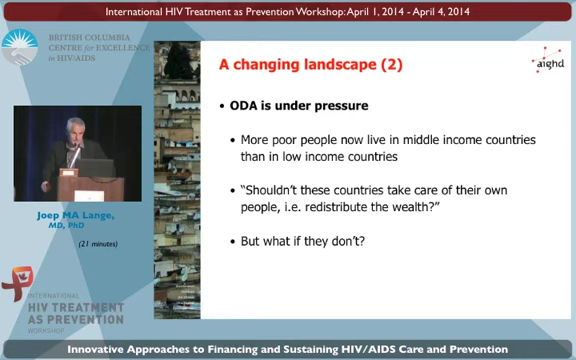 International HIV Treatment as Prevention Workshop: April 1, 2014 - April 4, 2014
BRITISH COLUMBIA
CENTRE for EXCELLENCE
in HIV/AIDS
Joep MA Lange,
MD, PhD
(21 minutes)
INTERNATIONAL
HIV TREATMENT
AS PREVENTION
WORKSHOP
A changing landscape (2)
aighd
• ODA is under pressure
• More poor people now live in middle income countries
than in low income countries
• "Shouldn't these countries take care of their own
people, i.e. redistribute the wealth?"
• But what if they don't?
Innovative Approaches to Financing and Sustaining HIV/AIDS Care and Prevention